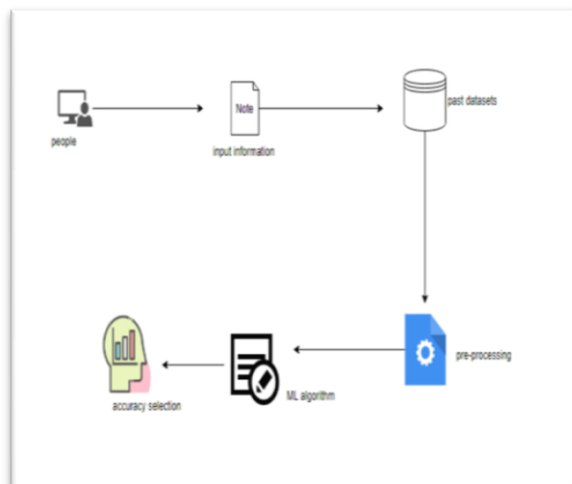 people
Note
input information
past datasets
pre-processing
ML algorithm
accuracy selection